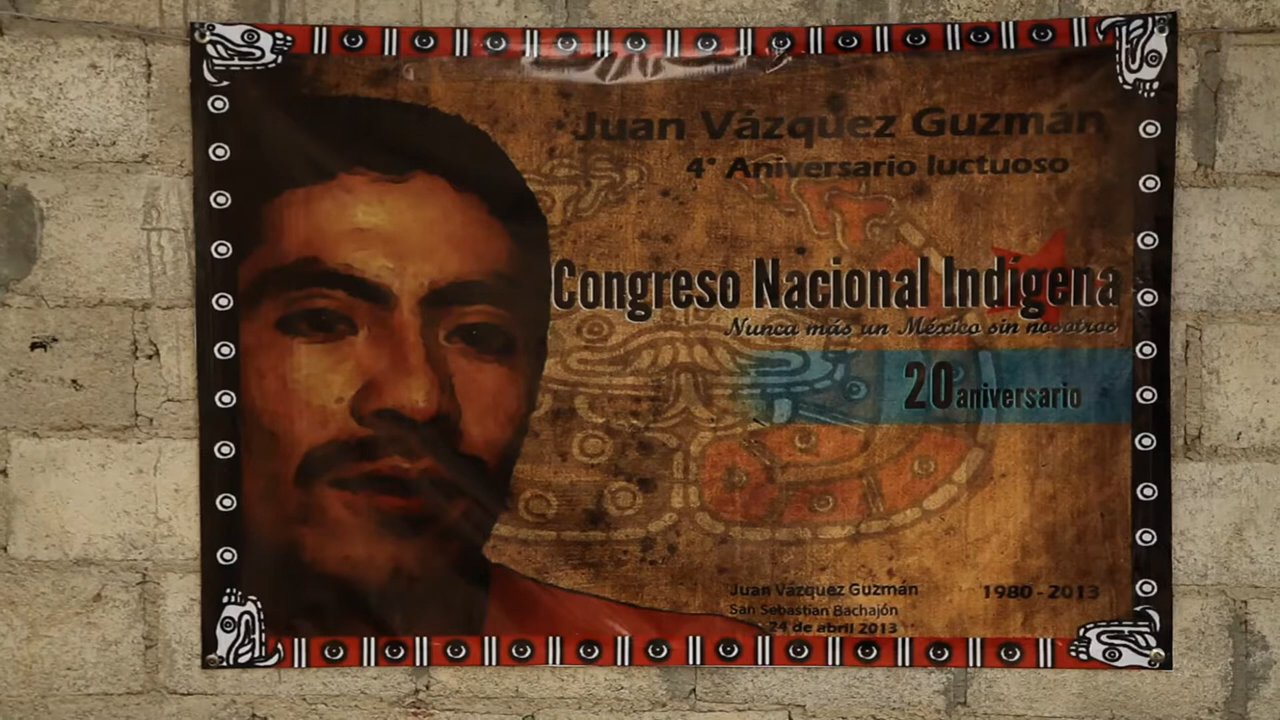 Juan Vázquez Guzmán
4° Aniversario luctuoso
Congreso Nacional Indígena
Nunca más un México sin nosotros
20 aniversario
Juan Vázquez Guzmán 1980 - 2013
San Sebastían Bachajón
24 de abril 2013